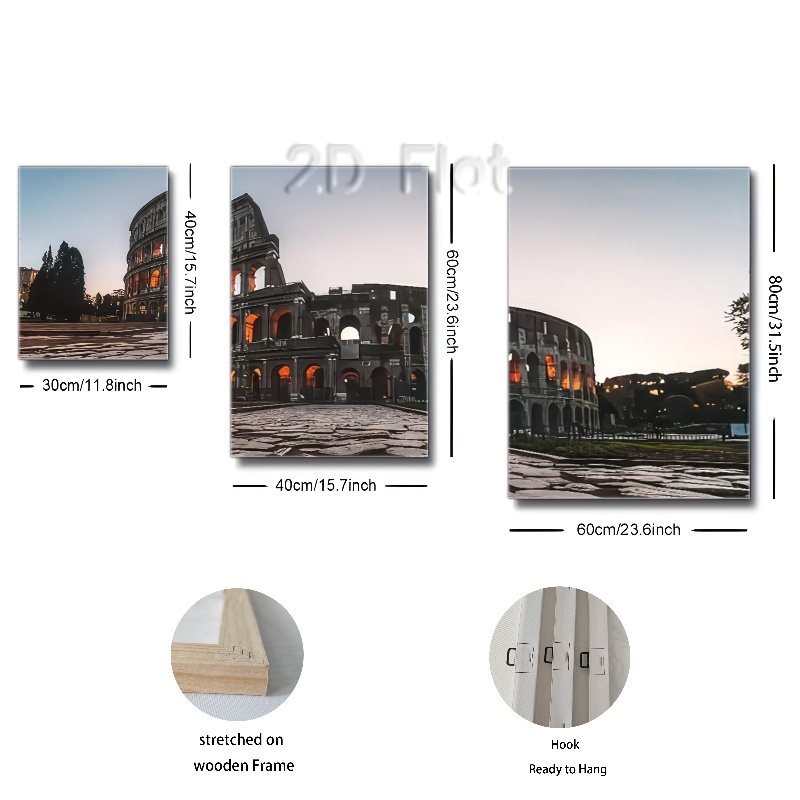 2D Flat
40cm/15.7inch
60cm/23.6inch
80cm/31.5inch
30cm/11.8inch
40cm/15.7inch
60cm/23.6inch
stretched on
wooden Frame
Hook
Ready to Hang